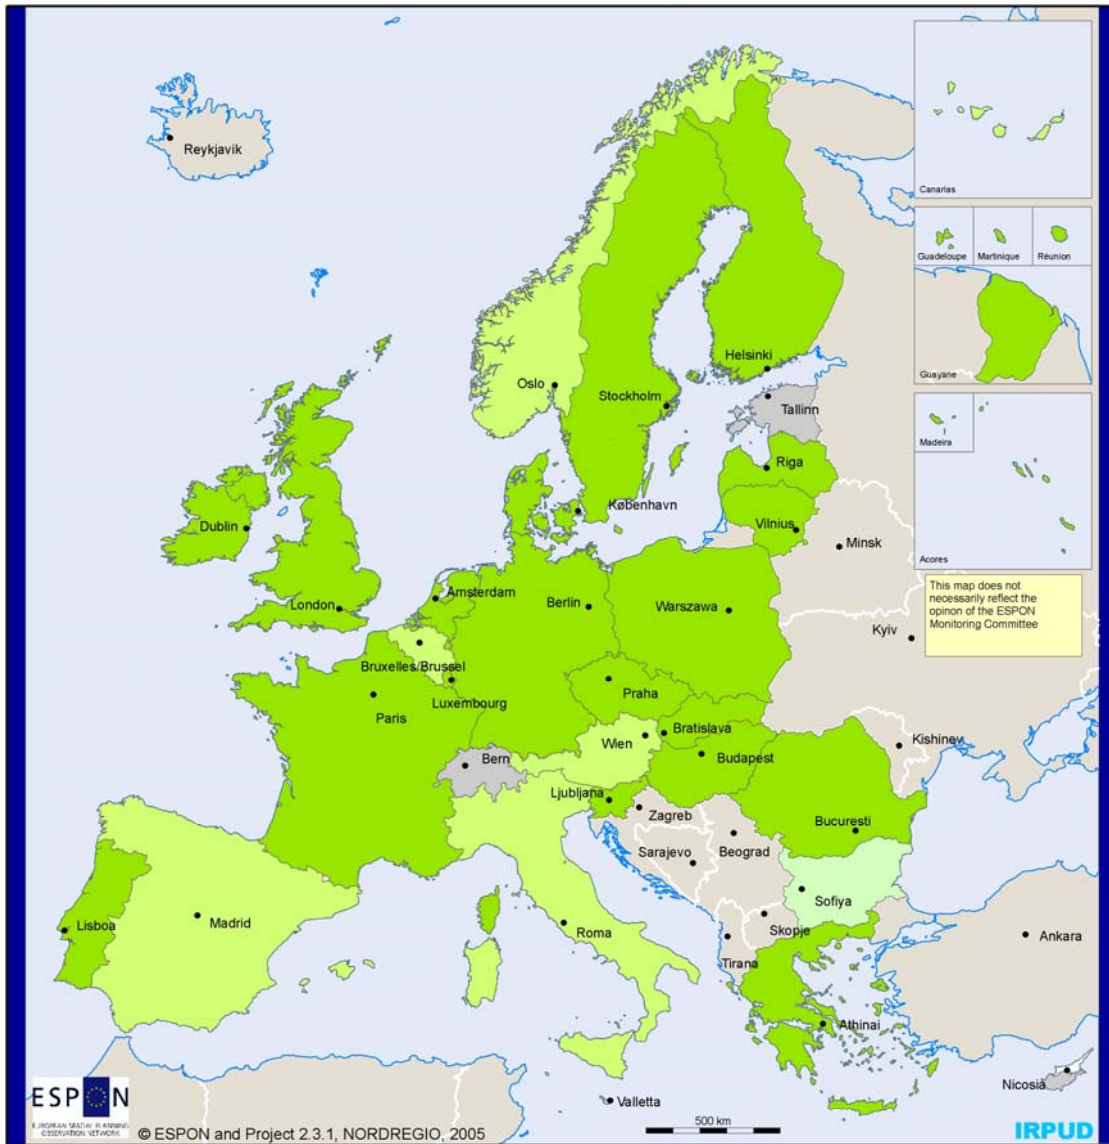 Reykjavik
Canarias
Guadeloupe
Martinique
Réunion
Guayane
Madeira
Acores
This map does not
necessarily reflect the
opinon of the ESPON
Monitoring Committee
Oslo
Helsinki
Stockholm
Tallinn
Riga
København
Vilnius
Minsk
Dublin
London
Amsterdam
Berlin
Warszawa
Kyiv
Bruxelles/Brussel
Luxembourg
Praha
Paris
Wien
Bratislava
Budapest
Kishinev
Bern
Ljubljana
Zagreb
Bucuresti
Sarajevo
Beograd
Sofiya
Lisboa
Madrid
Roma
Skopje
Tirana
Ankara
Athinai
Nicosia
Valletta
ESPON
EUROPEAN SPATIAL PLANNING
OBSERVATION NETWORK
© ESPON and Project 2.3.1, NORDREGIO, 2005
500 km
IRPUD